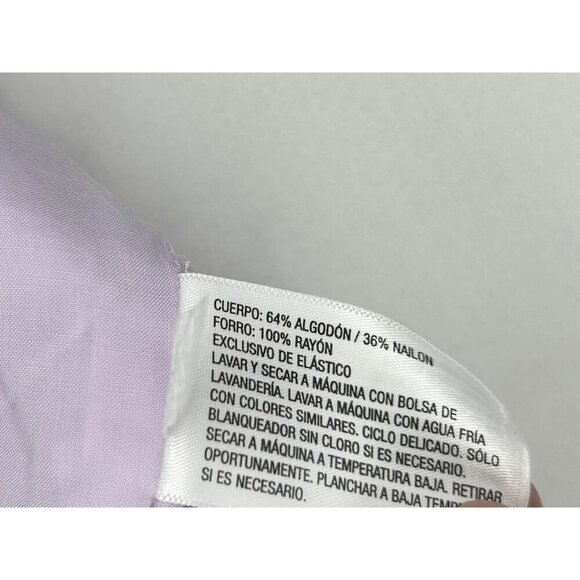 CUERPO: 64% ALGODÓN / 36% NAILON
FORRO: 100% RAYÓN
EXCLUSIVO DE ELÁSTICO
LAVAR Y SECAR A MÁQUINA CON BOLSA DE
LAVANDERÍA. LAVAR A MÁQUINA CON AGUA FRÍA
CON COLORES SIMILARES. CICLO DELICADO. SÓLO
BLANQUEADOR SIN CLORO SI ES NECESARIO.
SECAR A MÁQUINA A TEMPERATURA BAJA. RETIRAR
OPORTUNAMENTE. PLANCHAR A BAJA
SI ES NECESARIO.